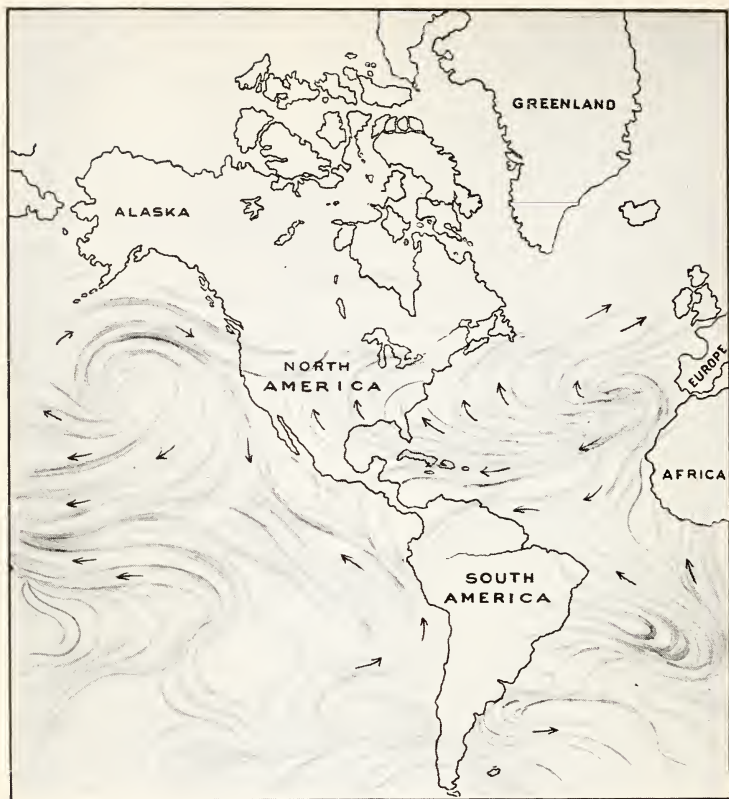 GREENLAND
ALASKA
NORTH
AMERICA
EUROPE
AFRICA
SOUTH
AMERICA